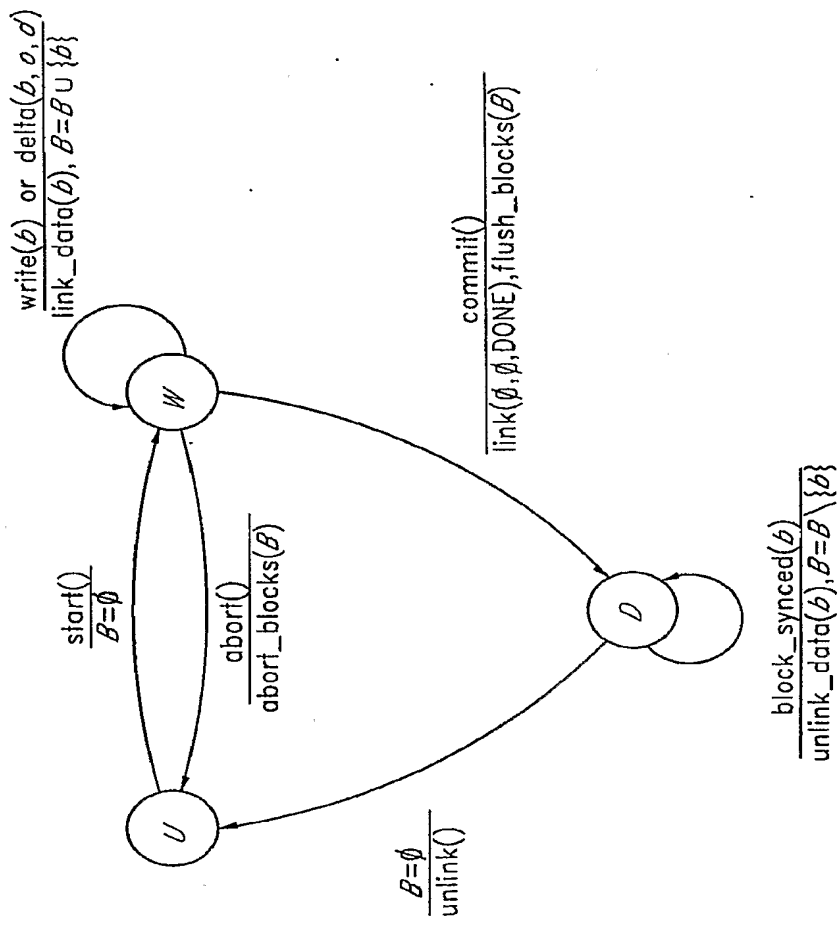 write(b) or delta(b, o, d)
link_data(b), B=B ∪ {b}
W
start()
B=∅
abort()
abort_blocks(B)
U
commit()
link(∅,∅,DONE),flush_blocks(B)
D
B=∅
unlink()
block_synced(b)
unlink_data(b),B=B\{b}